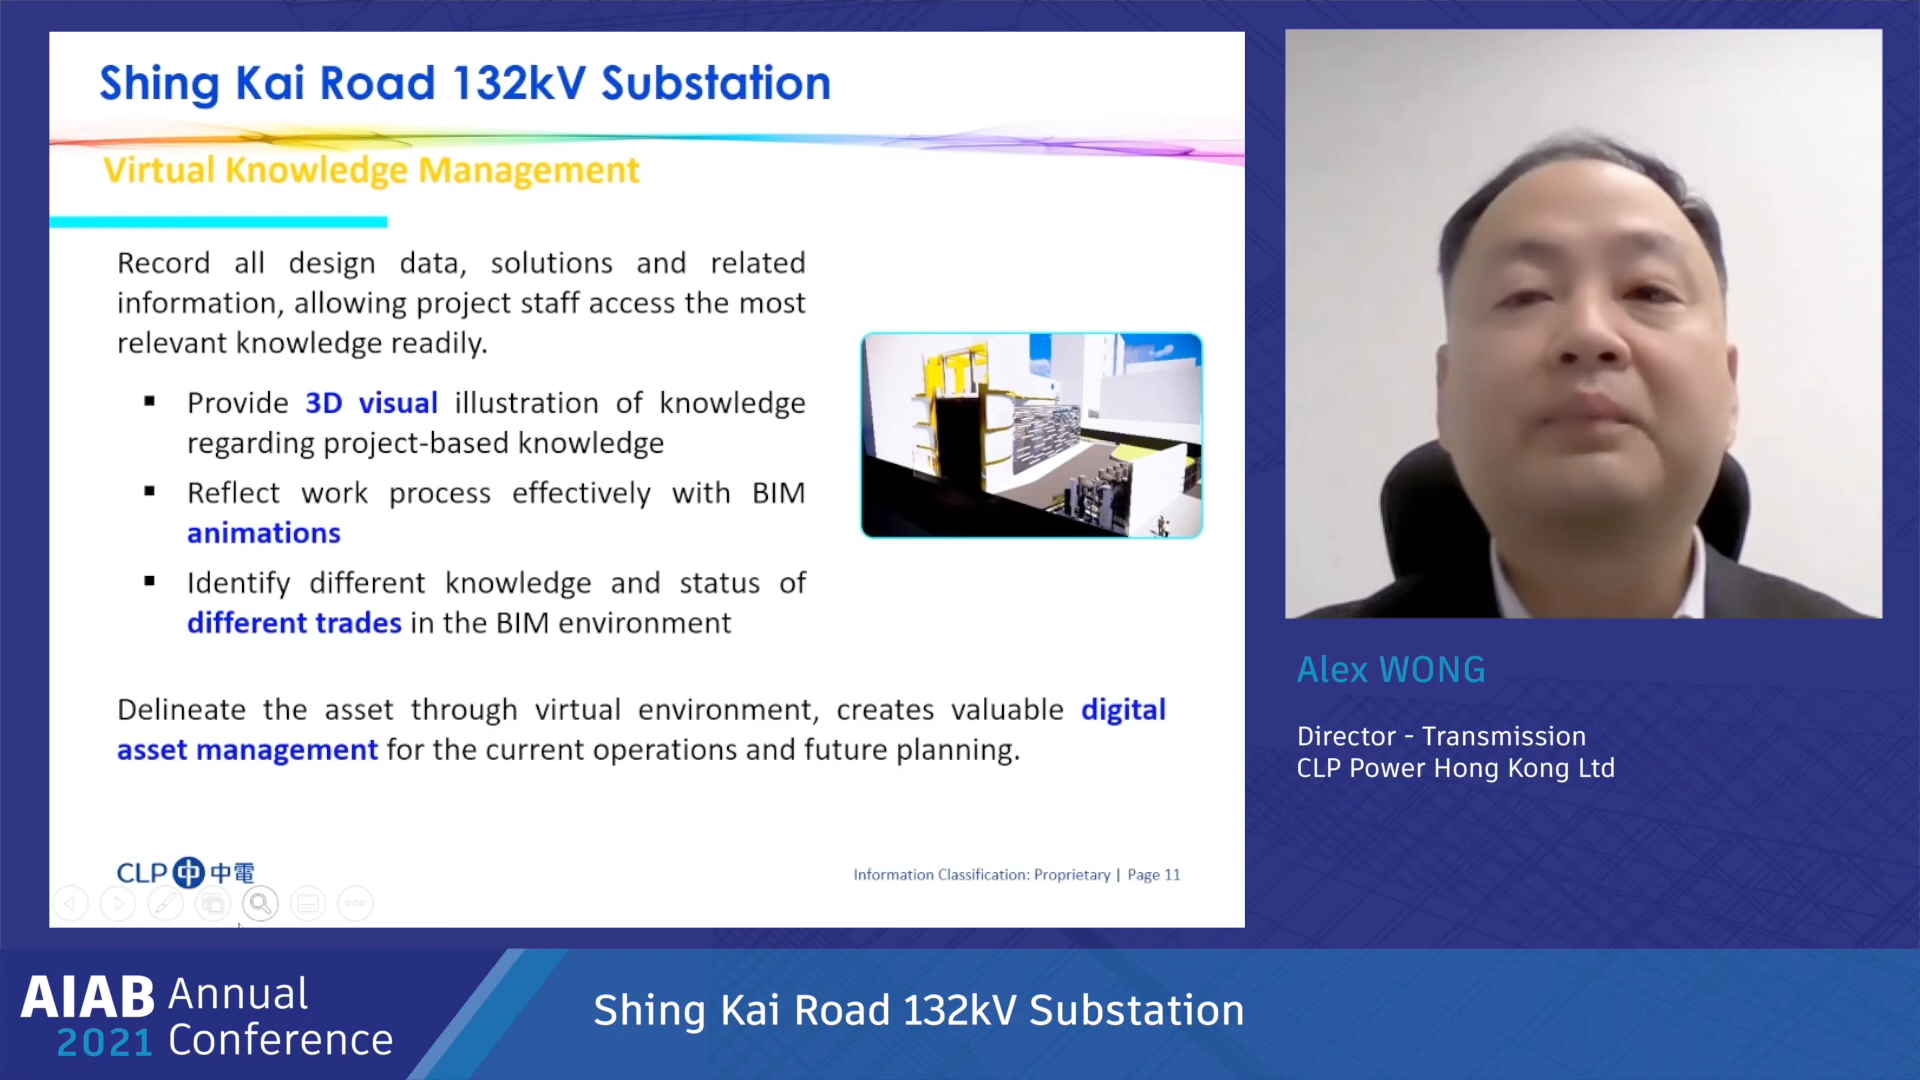 Shing Kai Road 132kV Substation
Virtual Knowledge Management
Record all design data, solutions and related
information, allowing project staff access the most
relevant knowledge readily.
▪ Provide 3D visual illustration of knowledge
regarding project-based knowledge
▪ Reflect work process effectively with BIM
animations
▪ Identify different knowledge and status of
different trades in the BIM environment
Delineate the asset through virtual environment, creates valuable digital
asset management for the current operations and future planning.
CLP 中 中電
Information Classification: Proprietary | Page 11
Alex WONG
Director - Transmission
CLP Power Hong Kong Ltd
AIAB Annual
2021 Conference
Shing Kai Road 132kV Substation